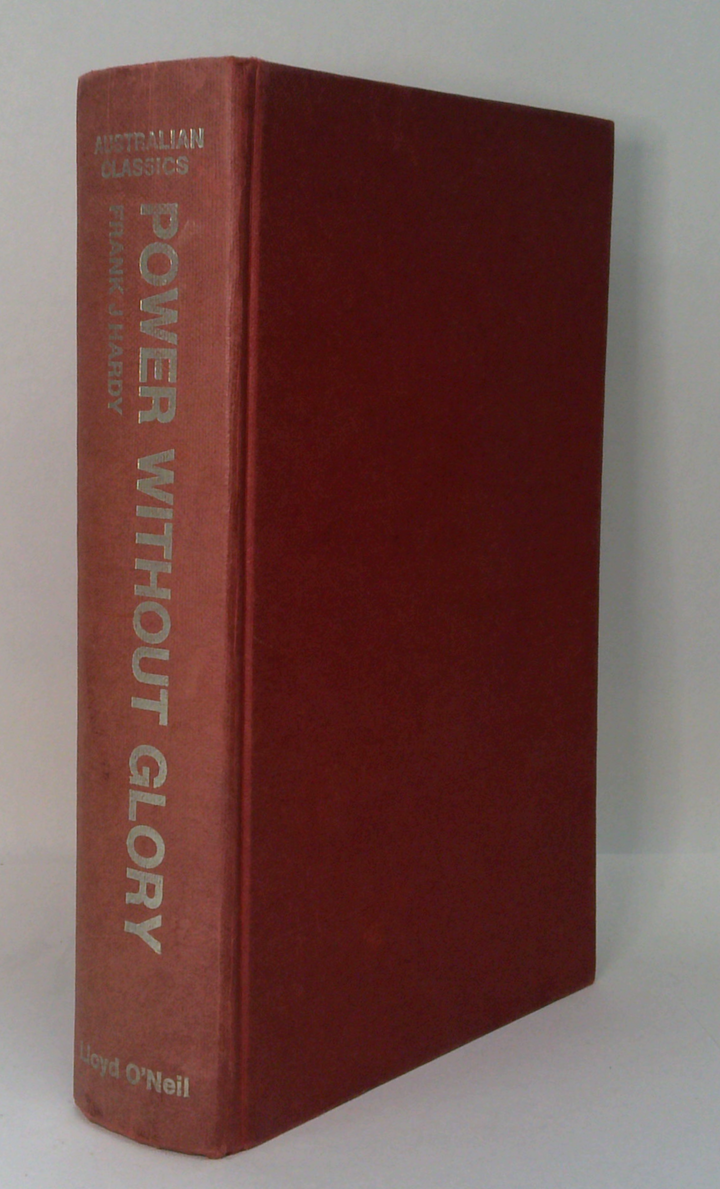 AUSTRALIAN
CLASSICS
POWER WITHOUT GLORY
FRANK J HARDY
Lloyd O'Neil